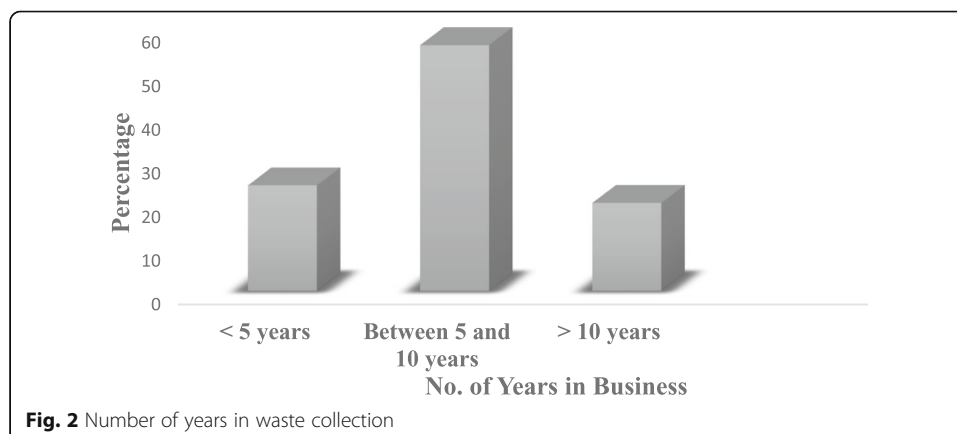 60
50
40
30
20
10
0
Percentage
< 5 years
Between 5 and
10 years
> 10 years
No. of Years in Business
Fig. 2 Number of years in waste collection